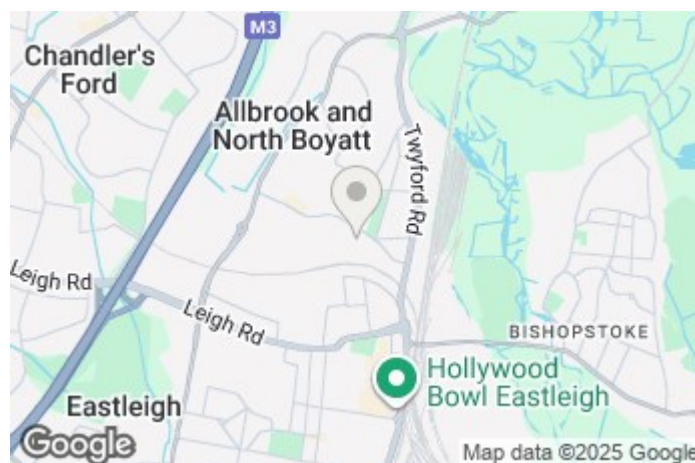 M3
Chandler's
Ford
Allbrook and
North Boyatt
Twyford Rd
Leigh Rd
Leigh Rd
BISHOPSTOKE
Hollywood
Bowl Eastleigh
Eastleigh
Google
Map data ©2025 Google